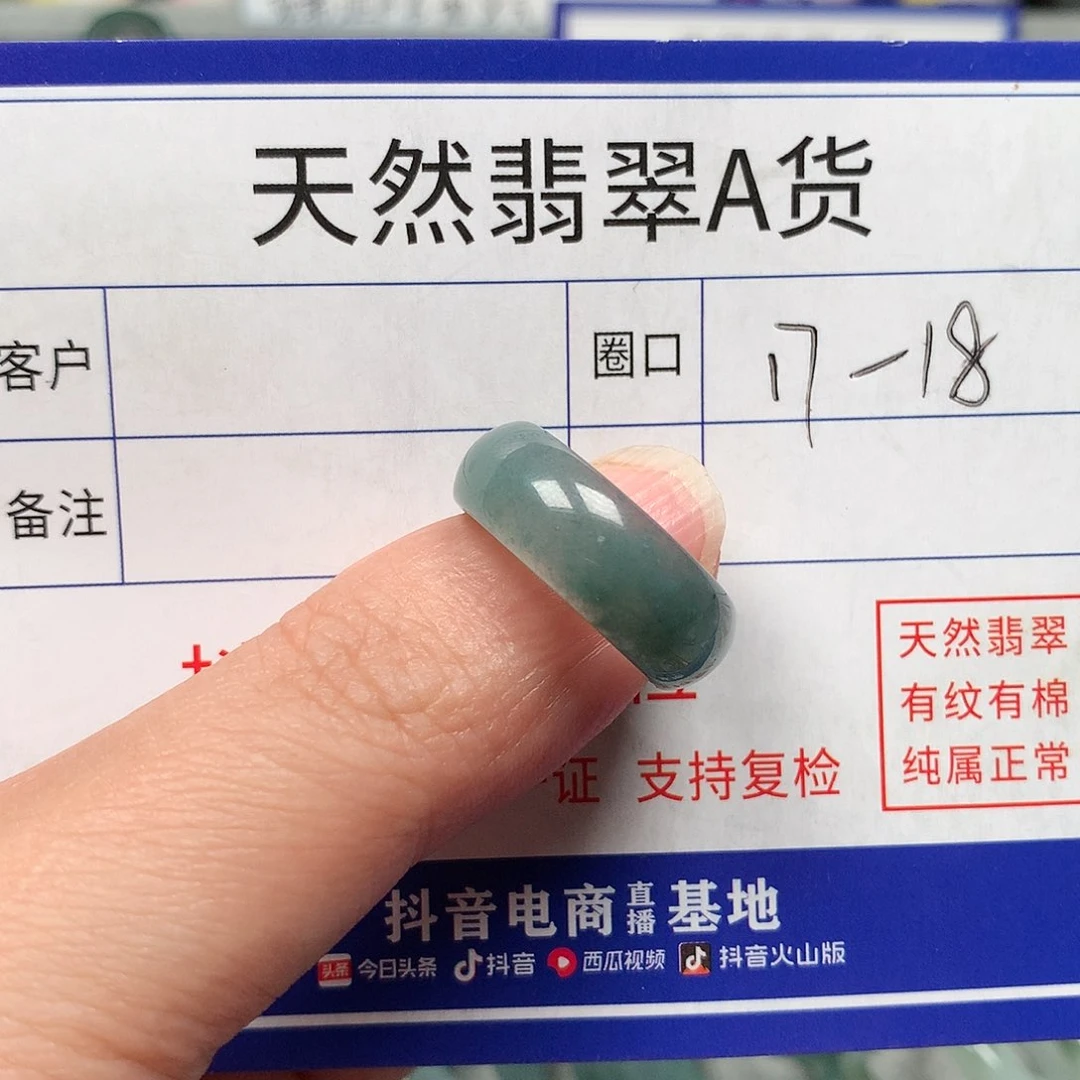 天然翡翠A货
客户
圈口
17-18
备注
证 支持复检
天然翡翠
有纹有棉
纯属正常
抖音电商直播基地
头条 今日头条 抖音 西瓜视频 抖音火山版